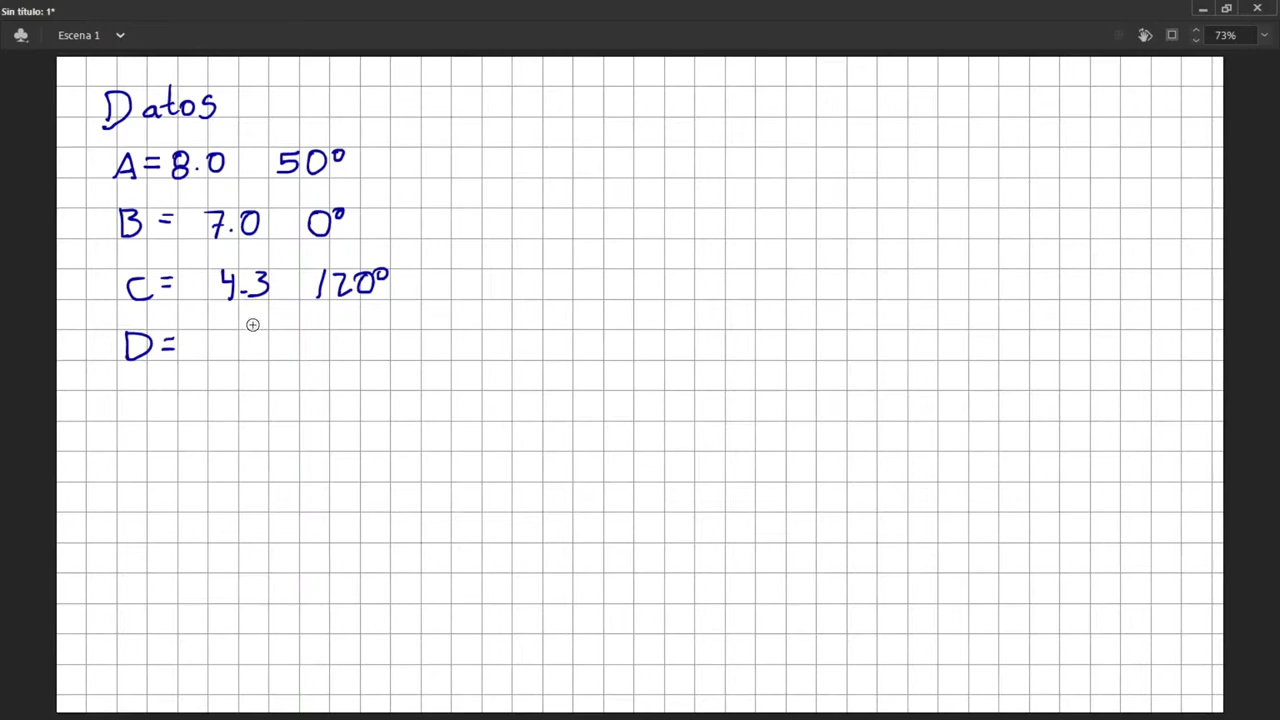 Sin título: 1*
Escena 1
73%
Datos
A = 8.0 50°
B = 7.0 0°
C = 4.3 120°
D =